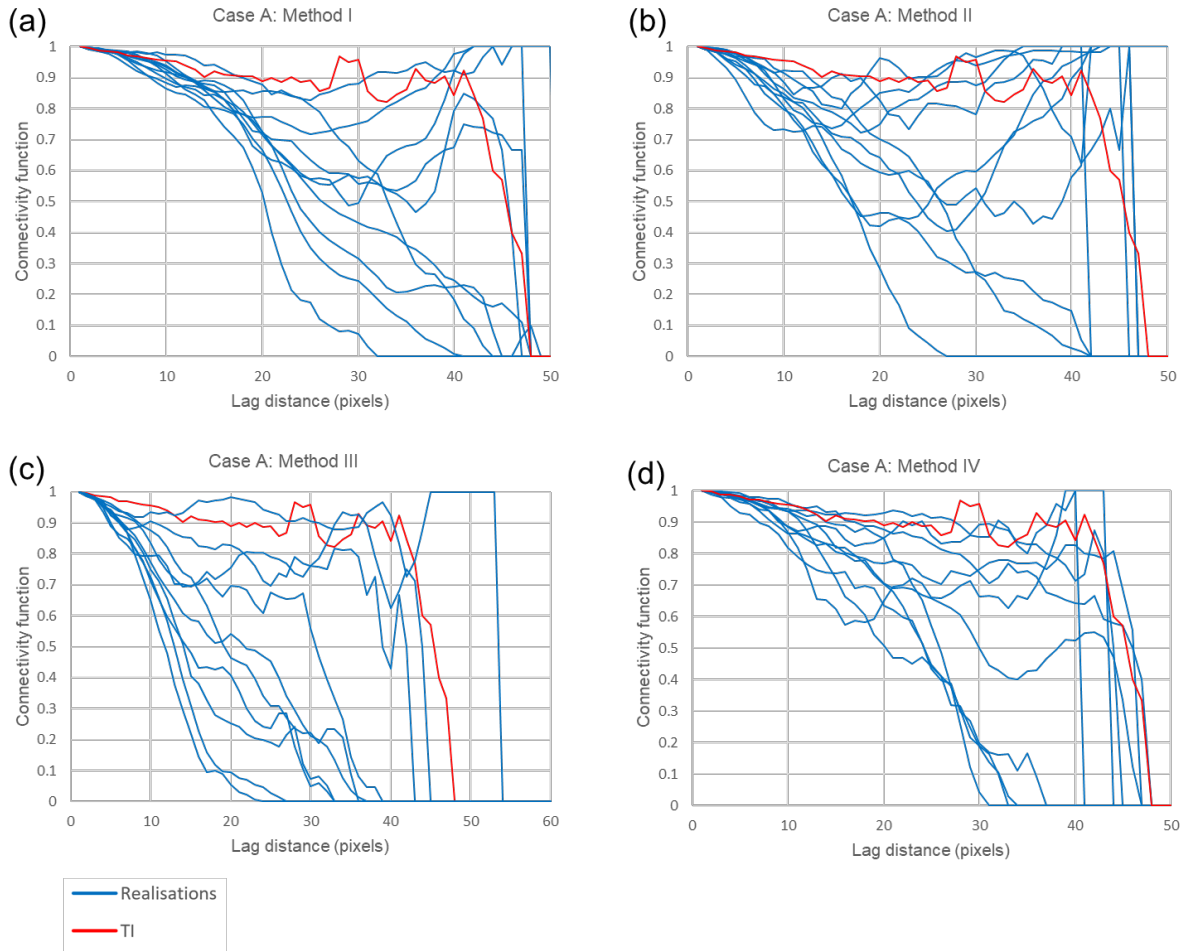 (a)
Case A: Method I
Connectivity function
1
0.9
0.8
0.7
0.6
0.5
0.4
0.3
0.2
0.1
0
0 10 20 30 40 50
Lag distance (pixels)
(b)
Case A: Method II
Connectivity function
1
0.9
0.8
0.7
0.6
0.5
0.4
0.3
0.2
0.1
0
0 10 20 30 40 50
Lag distance (pixels)
(c)
Case A: Method III
Connectivity function
1
0.9
0.8
0.7
0.6
0.5
0.4
0.3
0.2
0.1
0
0 10 20 30 40 50 60
Lag distance (pixels)
(d)
Case A: Method IV
Connectivity function
1
0.9
0.8
0.7
0.6
0.5
0.4
0.3
0.2
0.1
0
0 10 20 30 40 50
Lag distance (pixels)
Realisations
TI